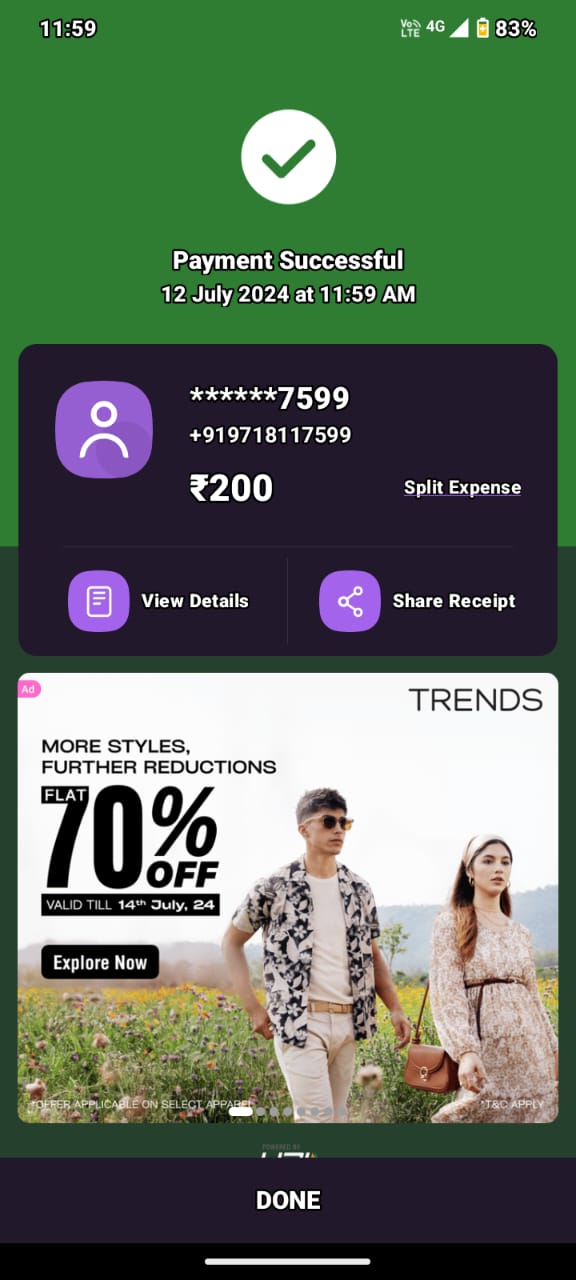 11:59
Vo
LTE 4G 83%
Payment Successful
12 July 2024 at 11:59 AM
******7599
+919718117599
₹200
Split Expense
View Details
Share Receipt
Ad
TRENDS
MORE STYLES,
FURTHER REDUCTIONS
FLAT
70%
OFF
VALID TILL 14th July, 24
Explore Now
*OFFER APPLICABLE ON SELECT APPAREL
*T&C APPLY
POWERED BY
DONE